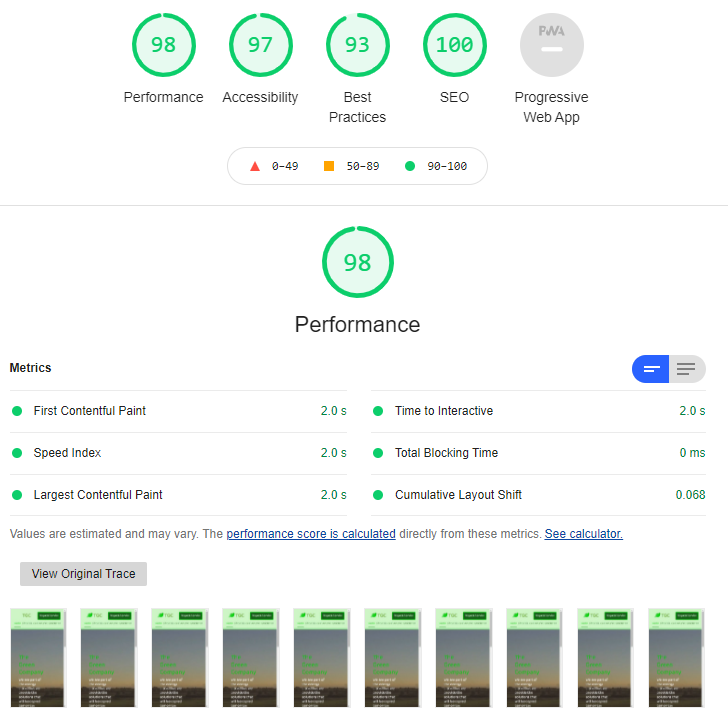 98 97 93 100 PWA
Performance Accessibility Best Practices SEO Progressive Web App
0–49 50–89 90–100
98
Performance
Metrics
First Contentful Paint 2.0 s
Time to Interactive 2.0 s
Speed Index 2.0 s
Total Blocking Time 0 ms
Largest Contentful Paint 2.0 s
Cumulative Layout Shift 0.068
Values are estimated and may vary. The performance score is calculated directly from these metrics. See calculator.
View Original Trace